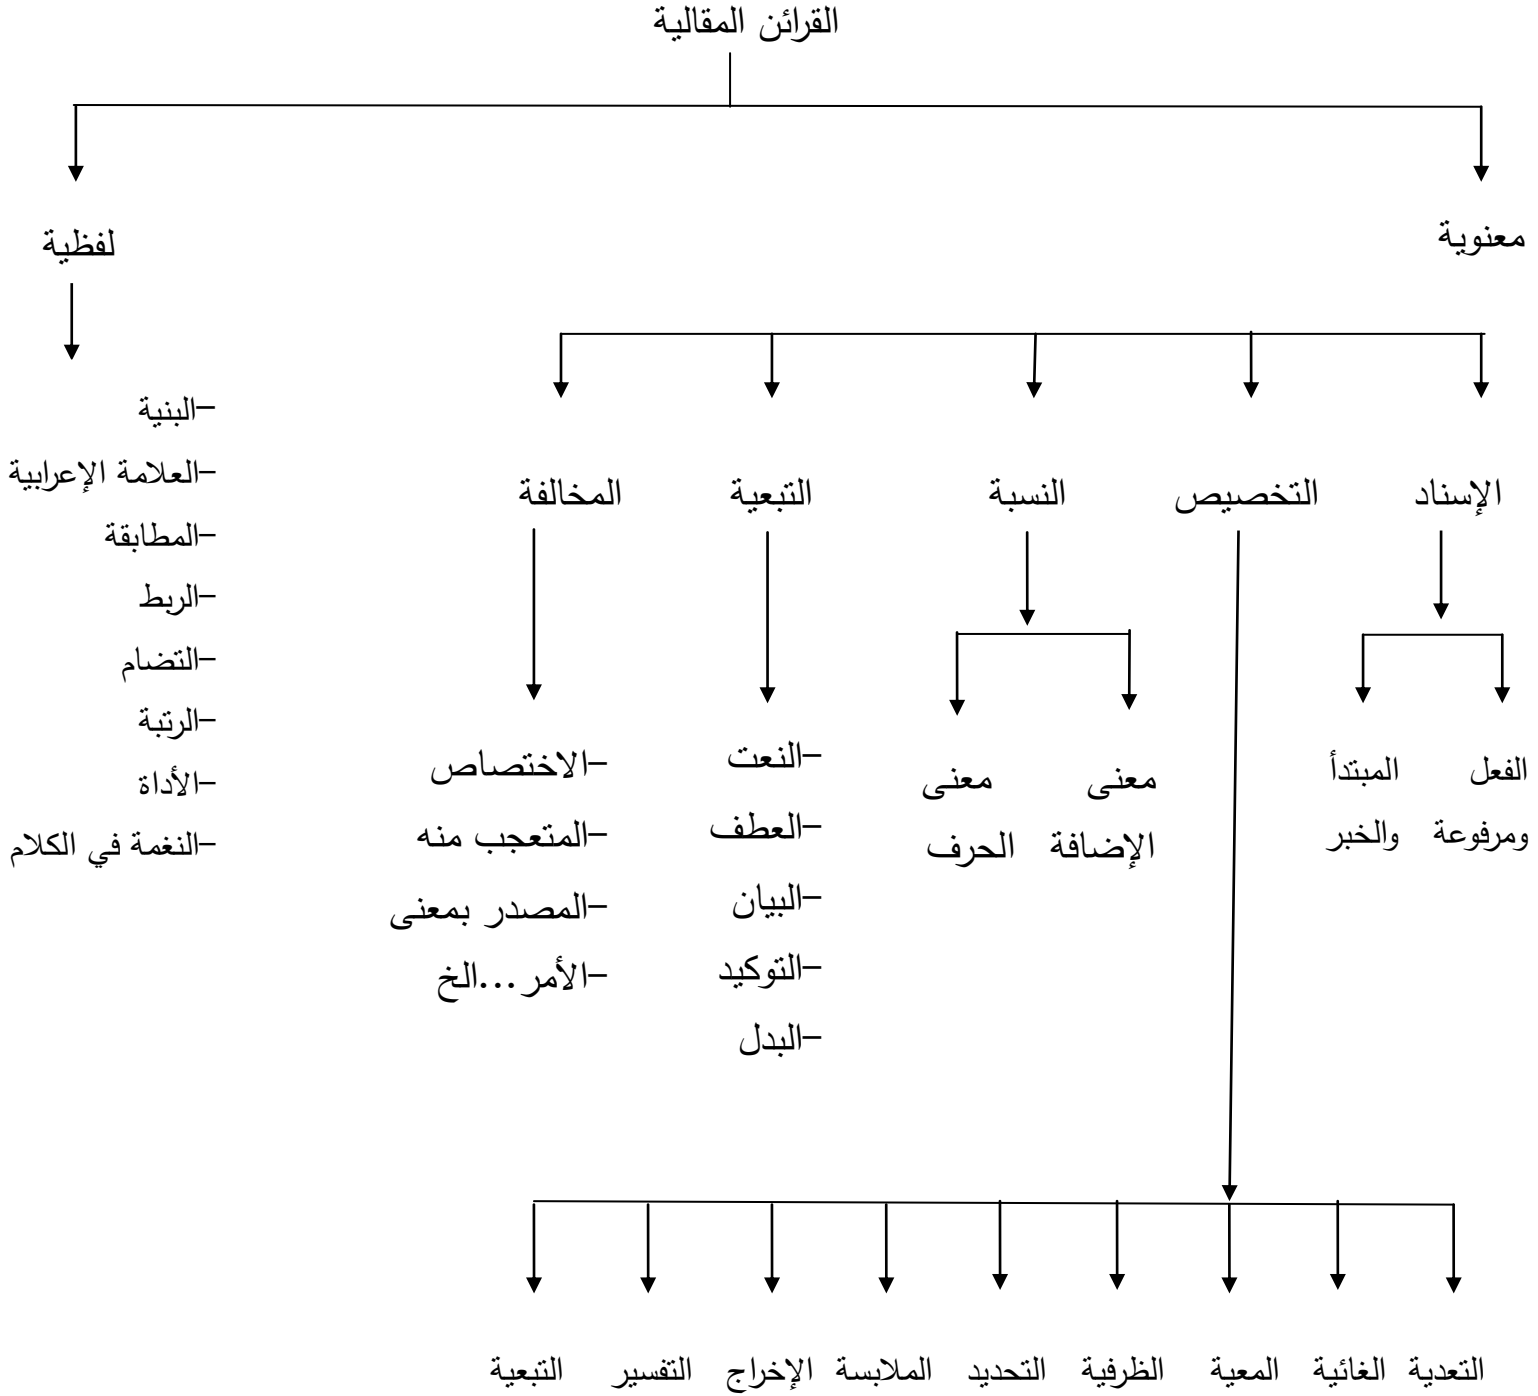 القرائن المقالية
معنوية
لفظية
الإسناد
التخصيص
النسبة
التبعية
المخالفة
الفعل
ومرفوعة
المبتدأ
والخبر
معنى
الإضافة
معنى
الحرف
-النعت
-العطف
-البيان
-التوكيد
-البدل
-الاختصاص
-المتعجب منه
-المصدر بمعنى
-الأمر...الخ
-البنية
-العلامة الإعرابية
-المطابقة
-الربط
-التضام
-الرتبة
-الأداة
-النغمة في الكلام
التعدية الغائية المعية الظرفية التحديد الملابسة الإخراج التفسير التبعية